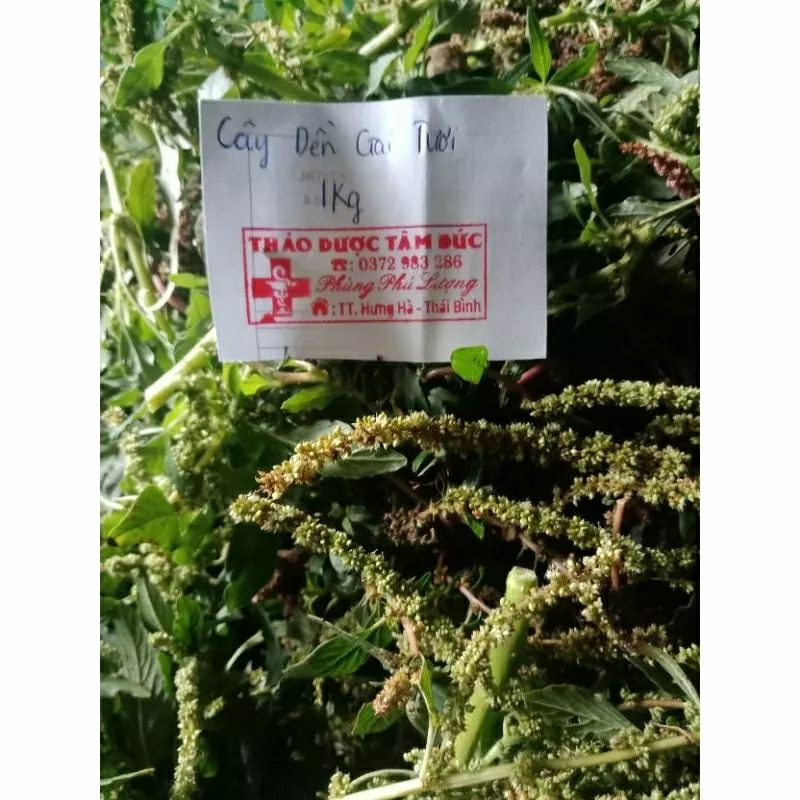 Cây Dền Gai Tươi
1Kg
THẢO DƯỢC TÂM ĐỨC
☎: 0372 983 286
Phùng Phú Lượng
: TT. Hưng Hà - Thái Bình